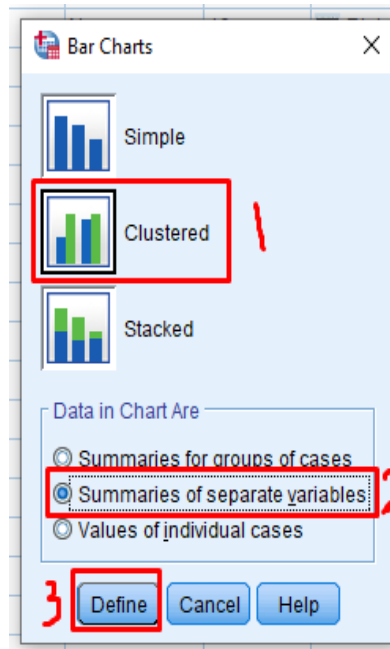 Bar Charts
Simple
Clustered
1
Stacked
Data in Chart Are
Summaries for groups of cases
Summaries of separate variables
2
Values of individual cases
3
Define Cancel Help